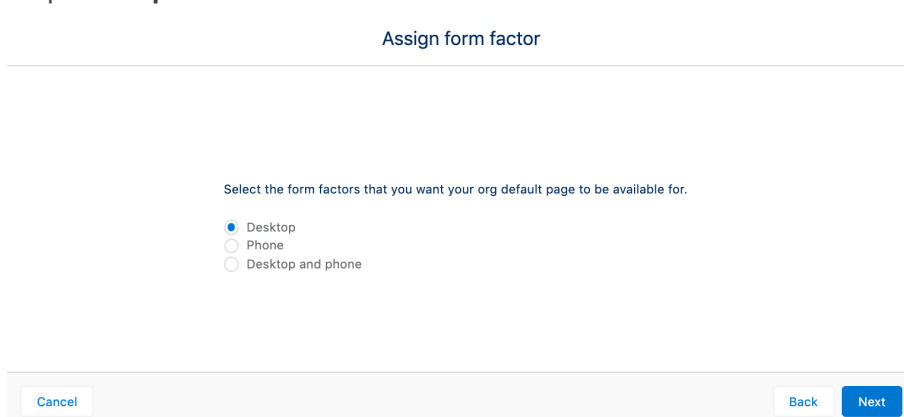 Assign form factor
Select the form factors that you want your org default page to be available for.
Desktop
Phone
Desktop and phone
Cancel
Back
Next